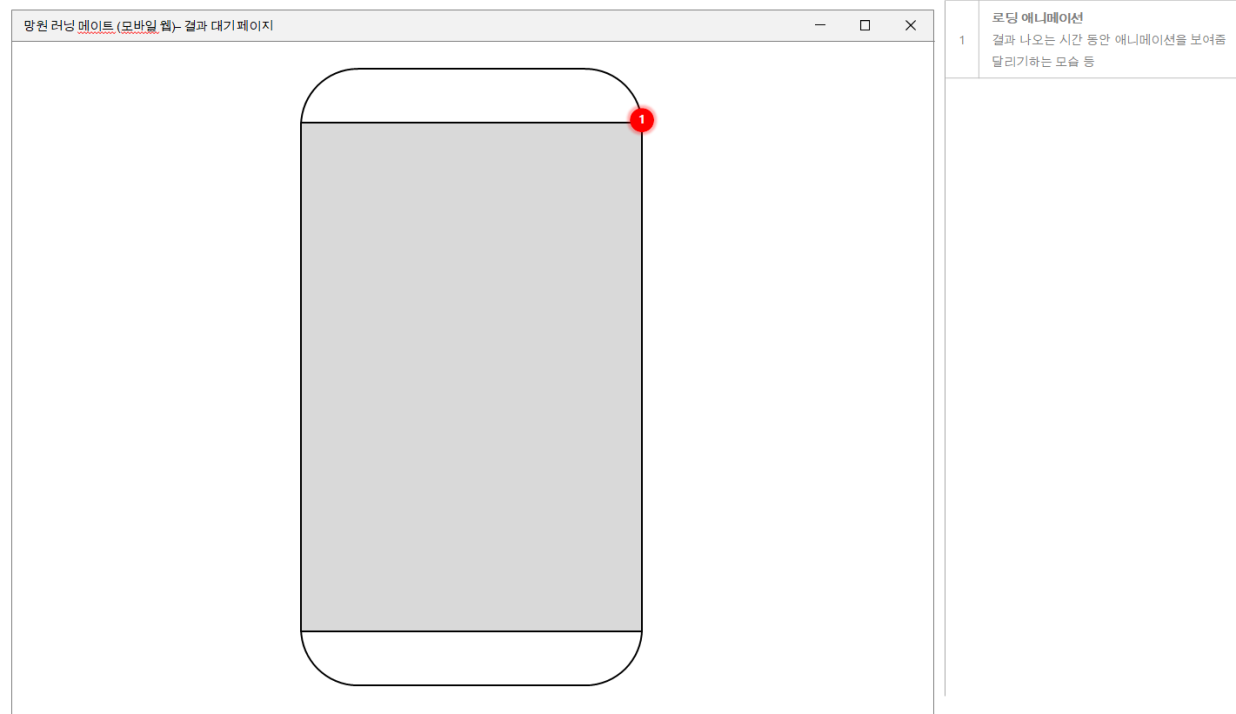 망원 러닝 메이트 (모바일 웹)– 결과 대기 페이지
1
1
로딩 애니메이션
결과 나오는 시간 동안 애니메이션을 보여줌
달리기하는 모습 등